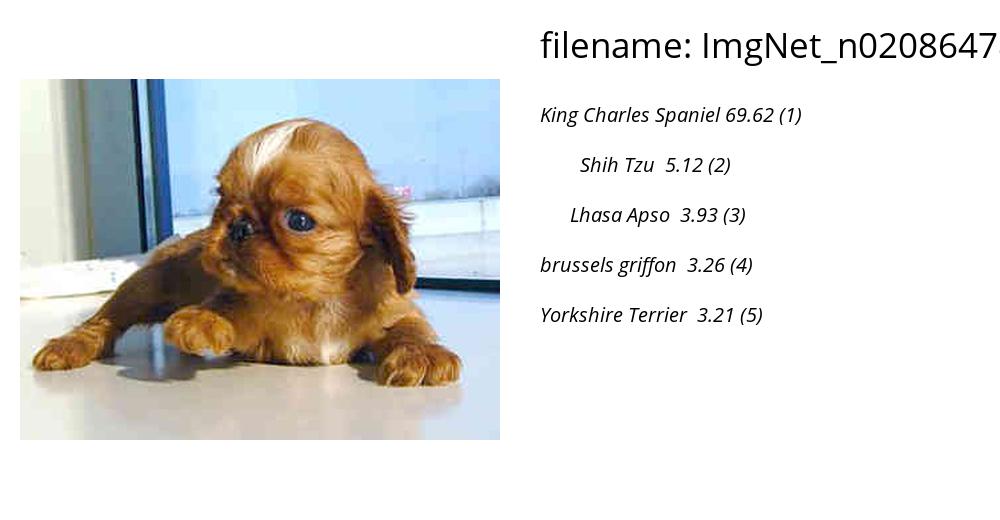 filename: ImgNet_n0208647
King Charles Spaniel 69.62 (1)
Shih Tzu 5.12 (2)
Lhasa Apso 3.93 (3)
brussels griffon 3.26 (4)
Yorkshire Terrier 3.21 (5)